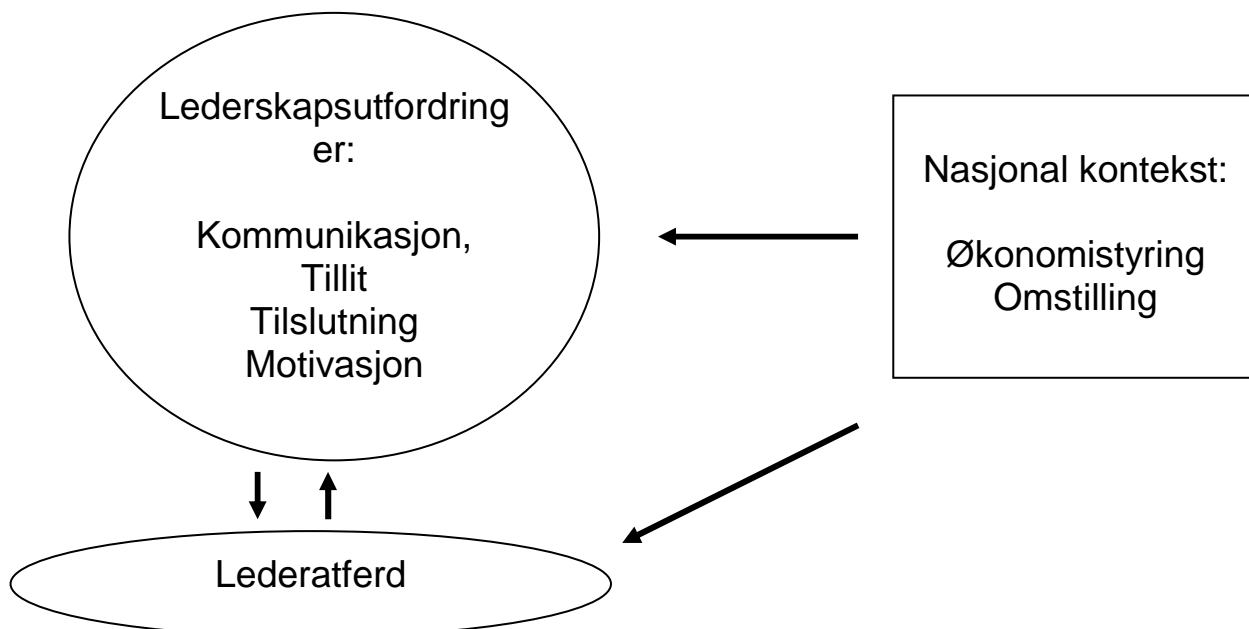 Lederskapsutfordring
er:
Kommunikasjon,
Tillit
Tilslutning
Motivasjon
Nasjonal kontekst:
Økonomistyring
Omstilling
Lederatferd